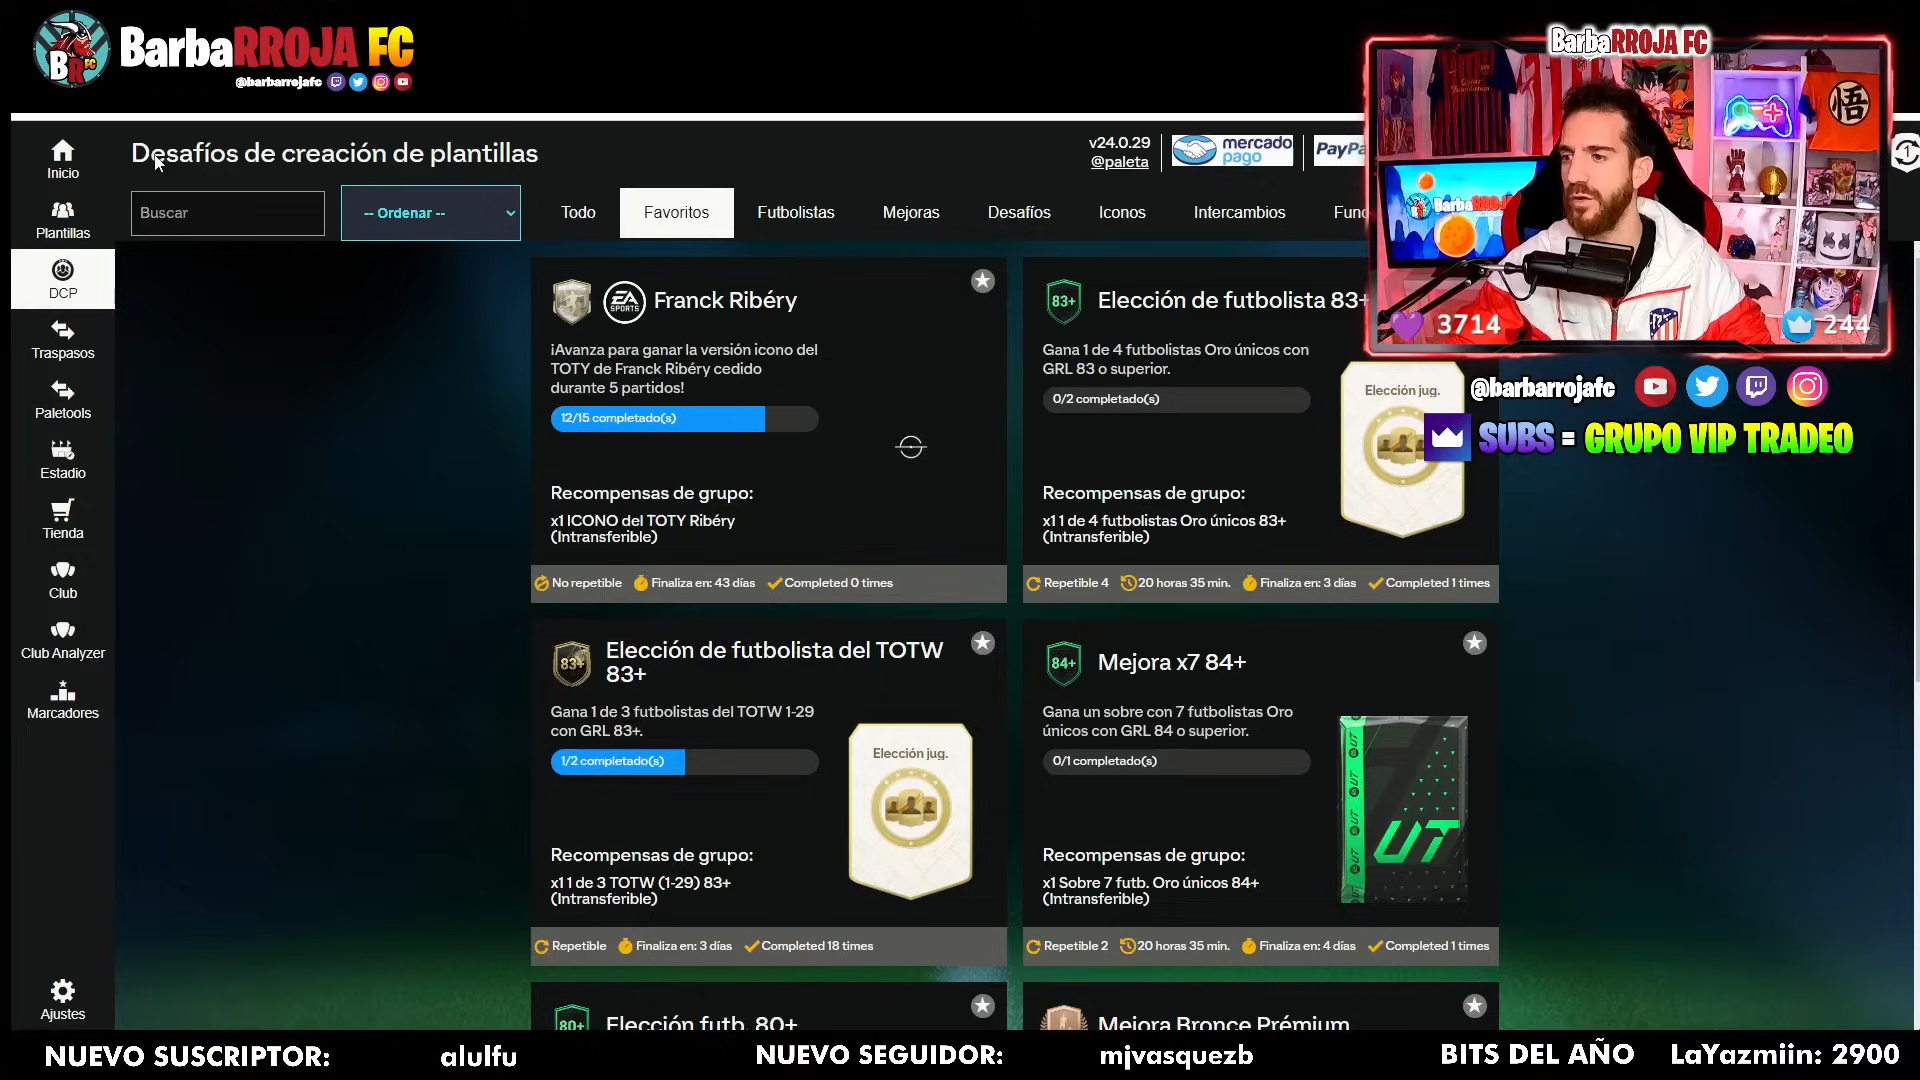 BarbaRROJA FC
@barbarrojafc
BarbaRROJA FC
Inicio
Plantillas
DCP
Traspasos
Paletools
Estadio
Tienda
Club
Club Analyzer
Marcadores
Ajustes
Desafíos de creación de plantillas
v24.0.29
@paleta
mercado
pago
PayPa
Buscar
-- Ordenar --
Todo
Favoritos
Futbolistas
Mejoras
Desafíos
Iconos
Intercambios
Fun
EA
SPORTS
Franck Ribéry
¡Avanza para ganar la versión icono del
TOTY de Franck Ribéry cedido
durante 5 partidos!
12/15 completado(s)
Recompensas de grupo:
x1 ICONO del TOTY Ribéry
(Intransferible)
No repetible
Finaliza en: 43 días
Completed 0 times
83+
Elección de futbolista 83+
Gana 1 de 4 futbolistas Oro únicos con
GRL 83 o superior.
0/2 completado(s)
Elección jug.
Recompensas de grupo:
x1 1 de 4 futbolistas Oro únicos 83+
(Intransferible)
Repetible 4
20 horas 35 min.
Finaliza en: 3 días
Completed 1 times
83+
Elección de futbolista del TOTW
83+
Gana 1 de 3 futbolistas del TOTW 1-29
con GRL 83+.
1/2 completado(s)
Elección jug.
Recompensas de grupo:
x1 1 de 3 TOTW (1-29) 83+
(Intransferible)
Repetible
Finaliza en: 3 días
Completed 18 times
84+
Mejora x7 84+
Gana un sobre con 7 futbolistas Oro
únicos con GRL 84 o superior.
0/1 completado(s)
UT
Recompensas de grupo:
x1 Sobre 7 futb. Oro únicos 84+
(Intransferible)
Repetible 2
20 horas 35 min.
Finaliza en: 4 días
Completed 1 times
80+
Elección futb. 80+
Mejora Bronce Prémium
3714
244
@barbarrojafc
SUBS = GRUPO VIP TRADEO
NUEVO SUSCRIPTOR: alulfu
NUEVO SEGUIDOR: mjvasquezb
BITS DEL AÑO LaYazmiin: 2900